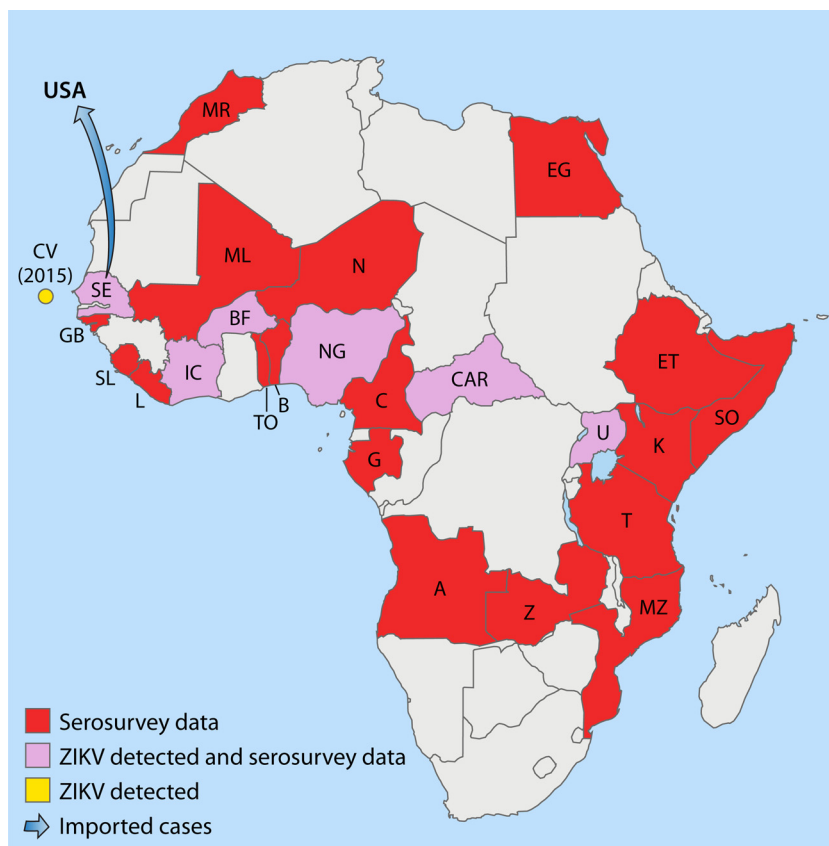 USA
MR
EG
CV
(2015)
ML
N
SE
BF
GB
NG
ET
IC
CAR
SL
L
C
SO
B
TO
U
K
G
T
A
Z
MZ
Serosurvey data
ZIKV detected and serosurvey data
ZIKV detected
Imported cases